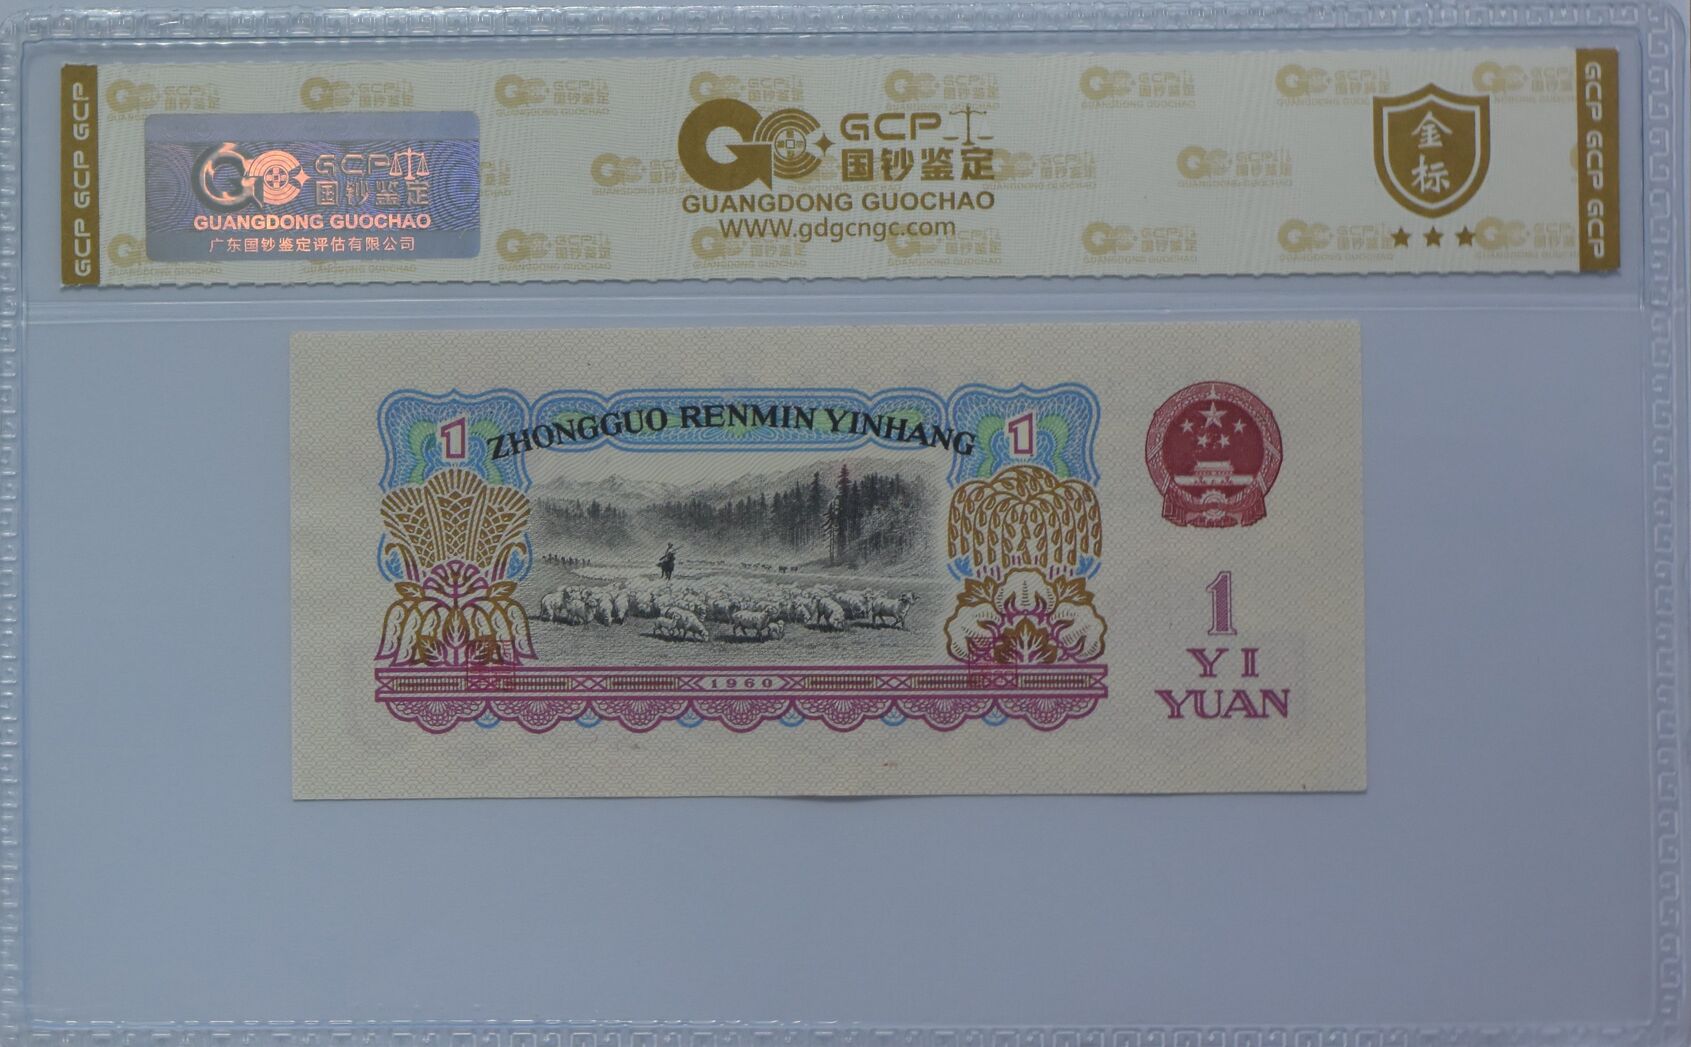 GCP GCP GCP
GCP
国钞鉴定
GUANGDONG GUOCHAO
广东国钞鉴定评估有限公司
GCP
国钞鉴定
GUANGDONG GUOCHAO
WWW.gdgcngc.com
金
标
GCP GCP GCP
1 ZHONGGUO RENMIN YINHANG 1
1960
1
YI
YUAN